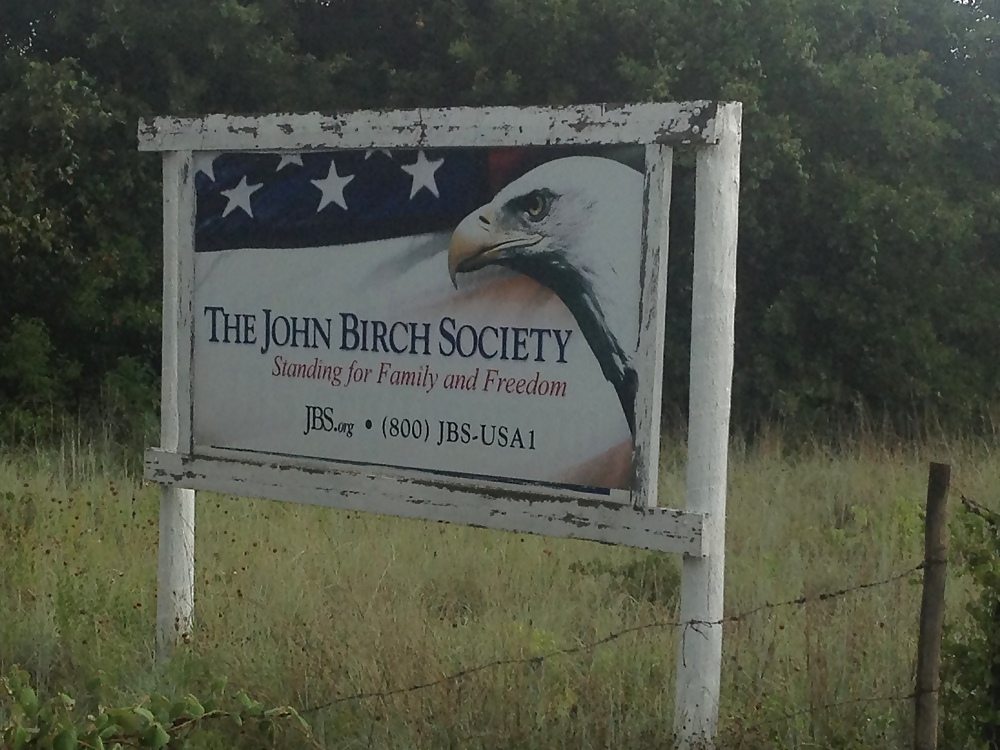 THE JOHN BIRCH SOCIETY
Standing for Family and Freedom
JBS.org • (800) JBS-USA1